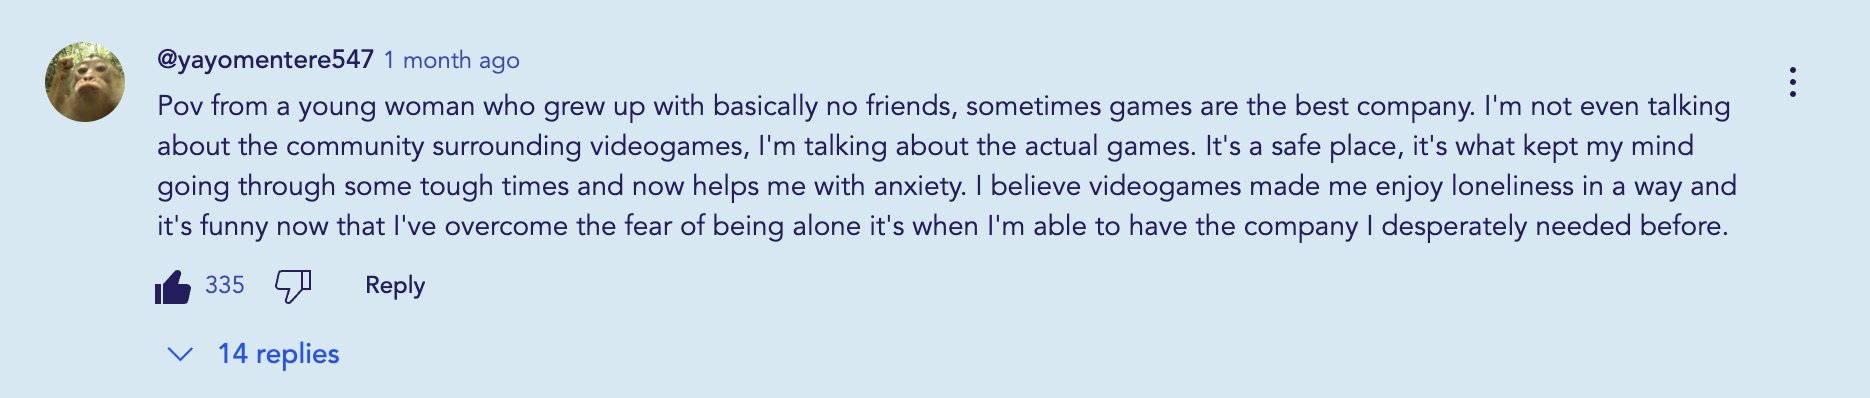 @yayomentere547 1 month ago
Pov from a young woman who grew up with basically no friends, sometimes games are the best company. I'm not even talking
about the community surrounding videogames, I'm talking about the actual games. It's a safe place, it's what kept my mind
going through some tough times and now helps me with anxiety. I believe videogames made me enjoy loneliness in a way and
it's funny now that I've overcome the fear of being alone it's when I'm able to have the company I desperately needed before.
335 Reply
14 replies